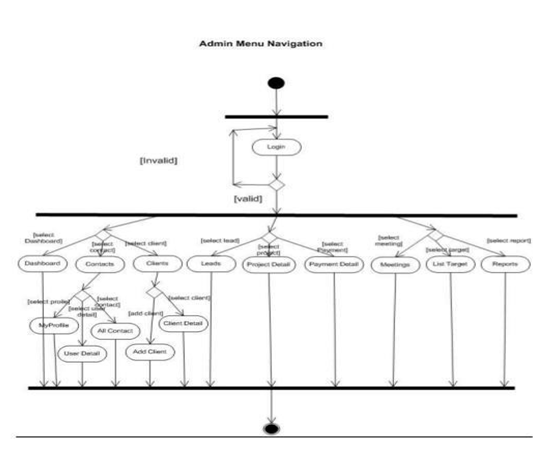 Admin Menu Navigation
Login
[Invalid]
[valid]
[select
Dashboard]
[select
contact]
[select client]
[select lead]
[select
project]
[select
Payment]
[select
meeting]
[select target]
[select report]
Dashboard
Contacts
Clients
Leads
Project Detail
Payment Detail
Meetings
List Target
Reports
[select profile]
[select user
detail]
[select
contact]
[add client]
[select client]
MyProfile
All Contact
Client Detail
User Detail
Add Client